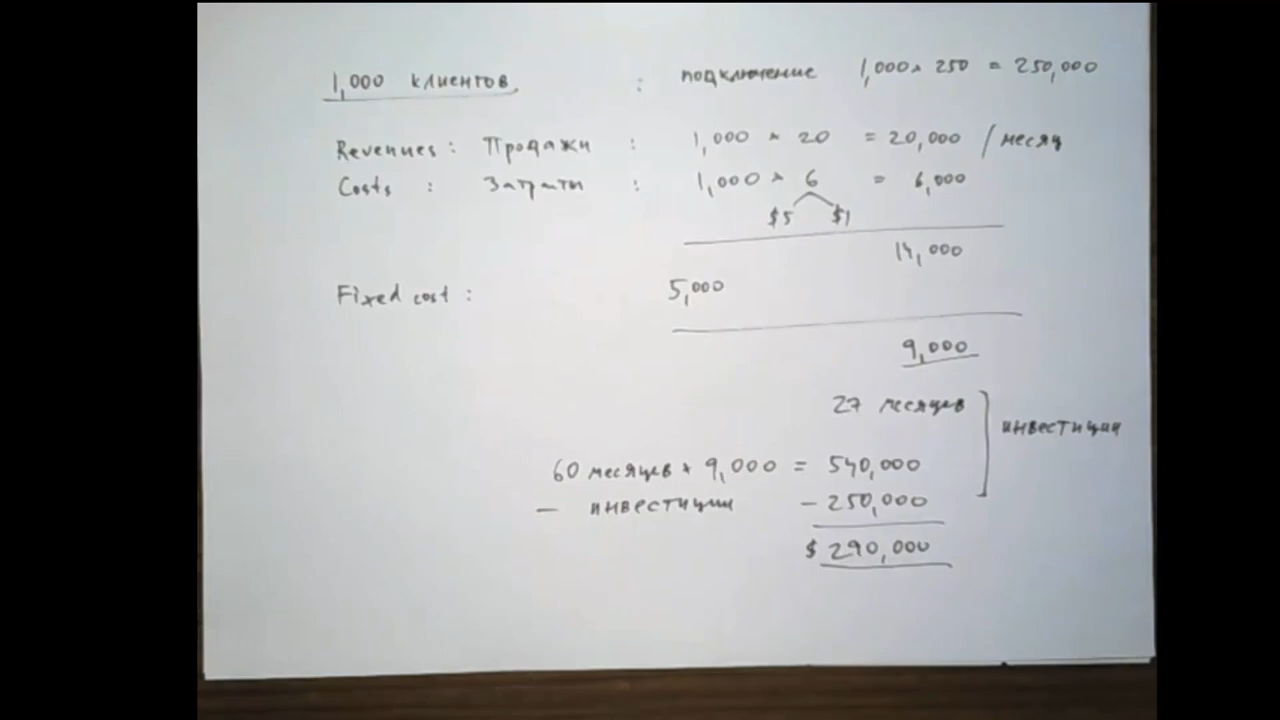 1,000 клиентов : подключение 1,000 × 250 = 250,000
Revenues : Продажи : 1,000 × 20 = 20,000 / месяц
Costs : Затраты : 1,000 × 6 = 6,000
$5 $1
14,000
Fixed cost : 5,000
9,000
27 месяцев
инвестиции
60 месяцев × 9,000 = 540,000
– инвестиции – 250,000
$ 290,000